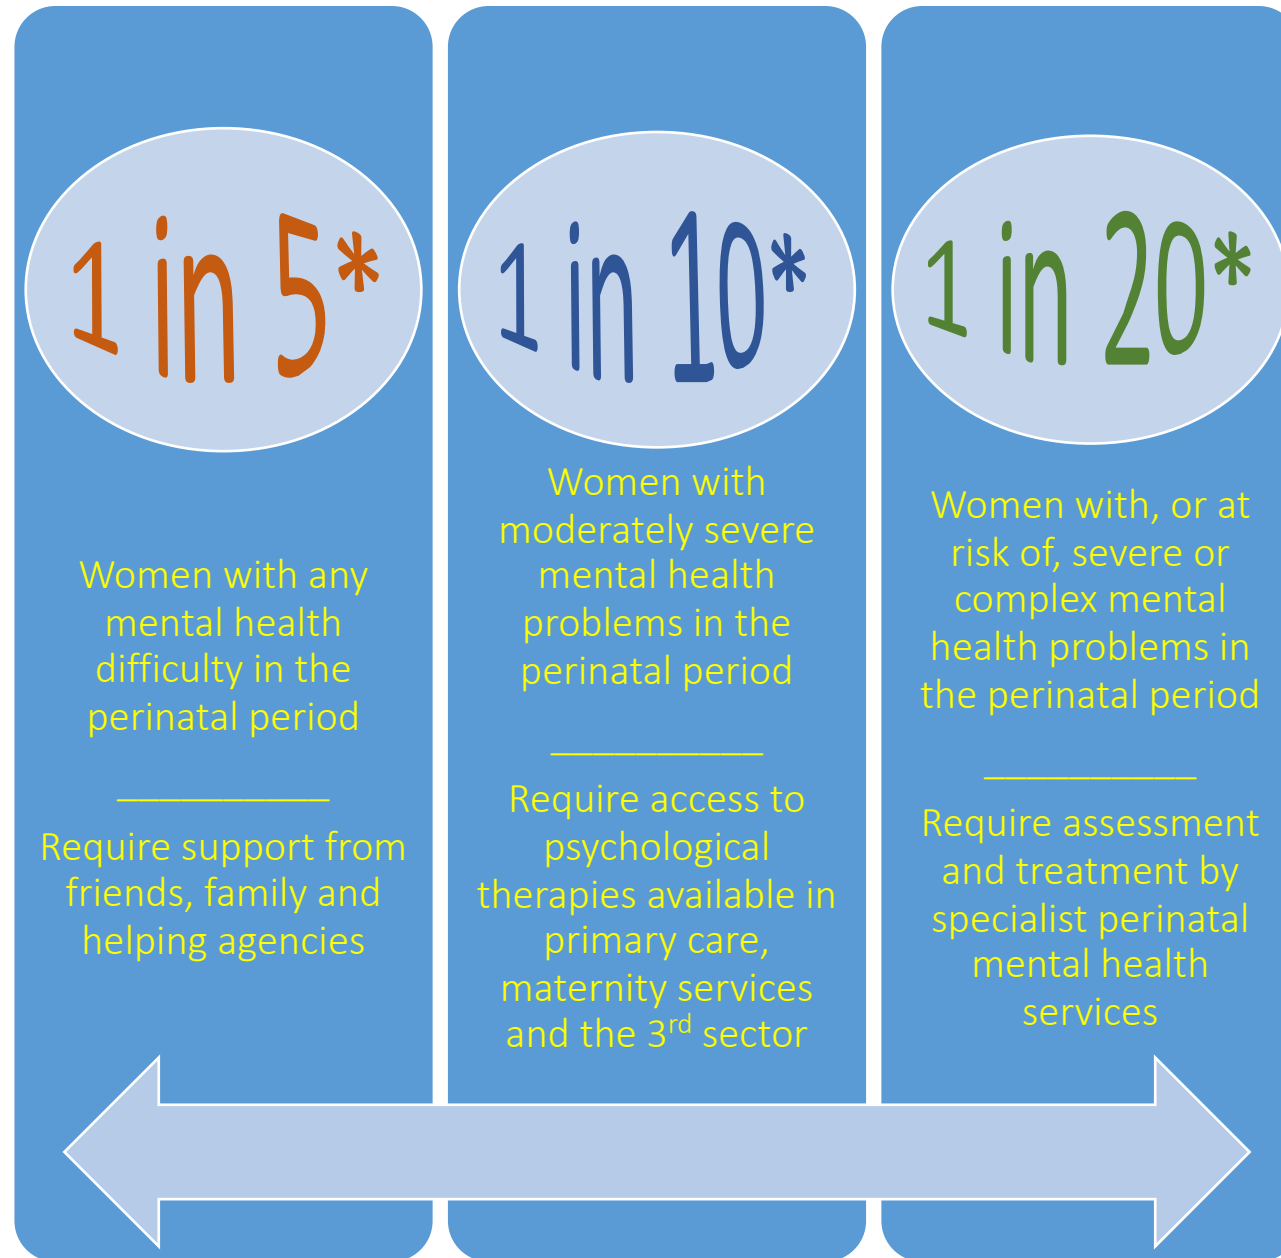 1 in 5*
Women with any
mental health
difficulty in the
perinatal period
__________
Require support from
friends, family and
helping agencies
1 in 10*
Women with
moderately severe
mental health
problems in the
perinatal period
__________
Require access to
psychological
therapies available in
primary care,
maternity services
and the 3rd sector
1 in 20*
Women with, or at
risk of, severe or
complex mental
health problems in
the perinatal period
__________
Require assessment
and treatment by
specialist perinatal
mental health
services